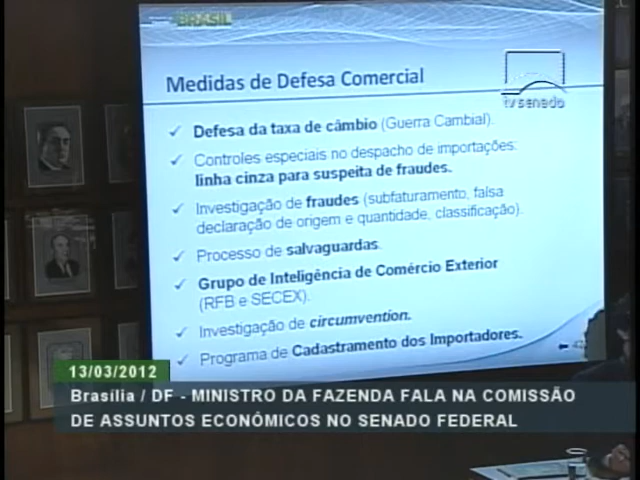 BRASIL
Medidas de Defesa Comercial
tv senado
✓ Defesa da taxa de câmbio (Guerra Cambial).
✓ Controles especiais no despacho de importações:
linha cinza para suspeita de fraudes.
✓ Investigação de fraudes (subfaturamento, falsa
declaração de origem e quantidade, classificação).
✓ Processo de salvaguardas.
✓ Grupo de Inteligência de Comércio Exterior
(RFB e SECEX).
✓ Investigação de circumvention.
✓ Programa de Cadastramento dos Importadores.
13/03/2012
Brasília / DF - MINISTRO DA FAZENDA FALA NA COMISSÃO
DE ASSUNTOS ECONÔMICOS NO SENADO FEDERAL